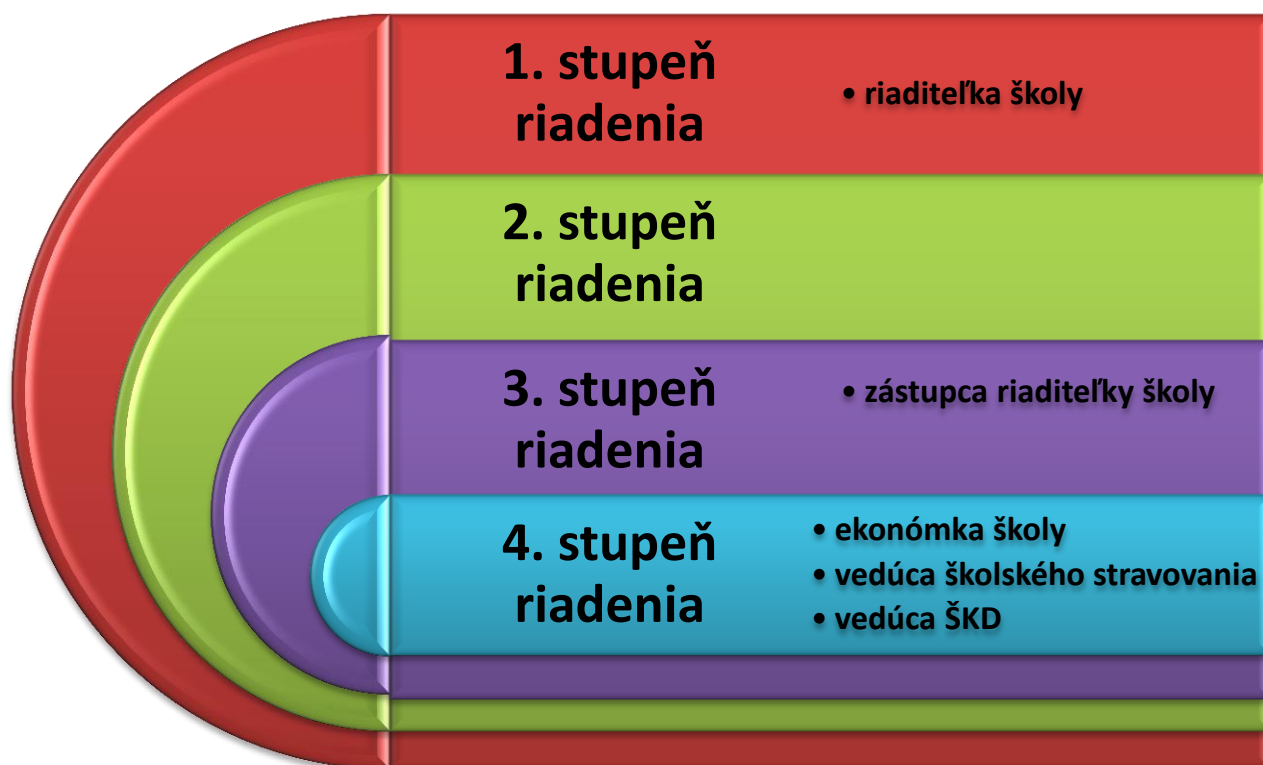 1. stupeň
riadenia
• riaditeľka školy
2. stupeň
riadenia
3. stupeň
riadenia
• zástupca riaditeľky školy
4. stupeň
riadenia
• ekonómka školy
• vedúca školského stravovania
• vedúca ŠKD